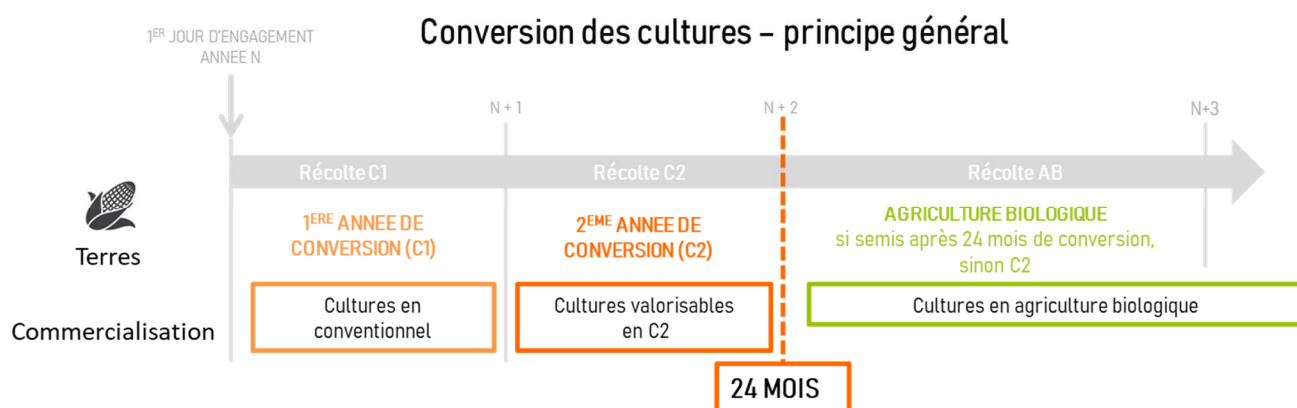 Conversion des cultures – principe général
1ER JOUR D'ENGAGEMENT
ANNEE N
N + 1
N + 2
N+3
Récolte C1
Récolte C2
Récolte AB
Terres
1ERE ANNEE DE
CONVERSION (C1)
2EME ANNEE DE
CONVERSION (C2)
AGRICULTURE BIOLOGIQUE
si semis après 24 mois de conversion,
sinon C2
Commercialisation
Cultures en
conventionnel
Cultures valorisables
en C2
Cultures en agriculture biologique
24 MOIS